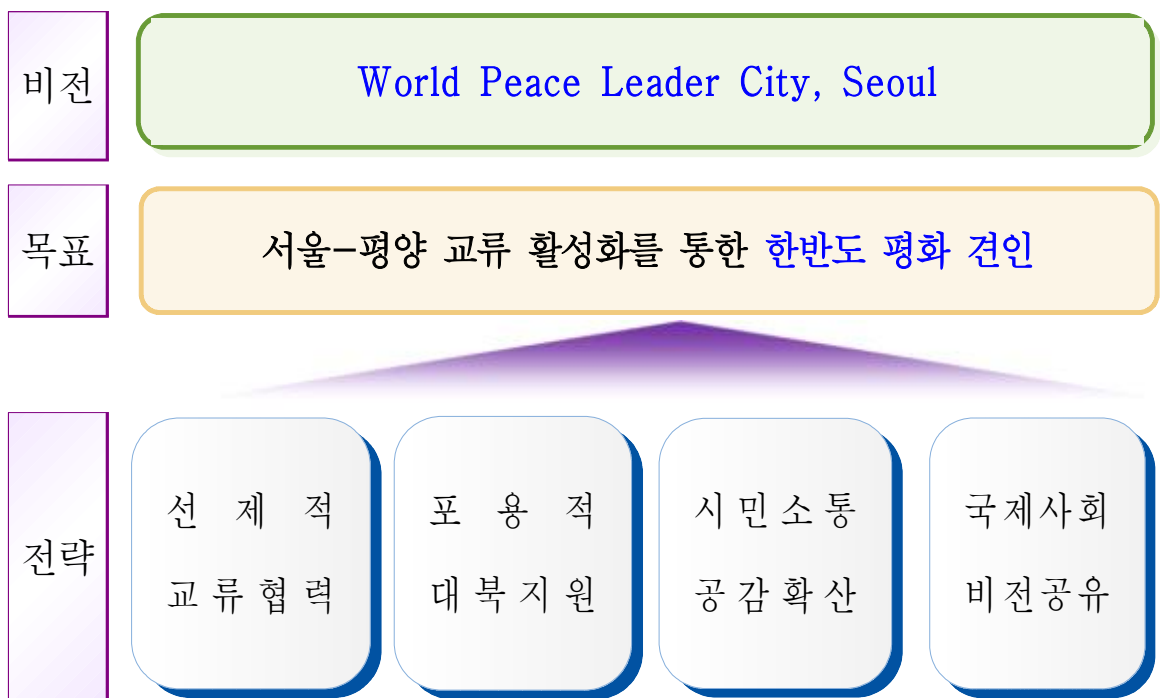 비전
World Peace Leader City, Seoul
목표
서울-평양 교류 활성화를 통한 한반도 평화 견인
전략
선 제 적
교류협력
포 용 적
대북지원
시민소통
공감확산
국제사회
비전공유